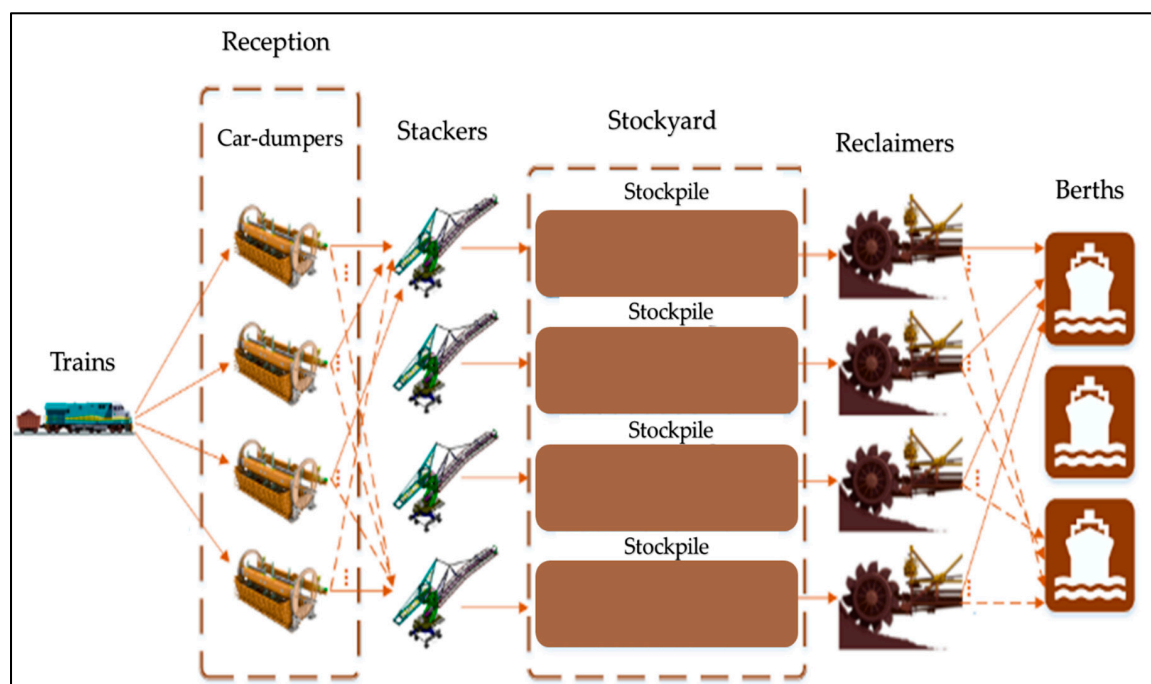 Reception
Car-dumpers
Stackers
Stockyard
Reclaimers
Berths
Trains
Stockpile
Stockpile
Stockpile
Stockpile